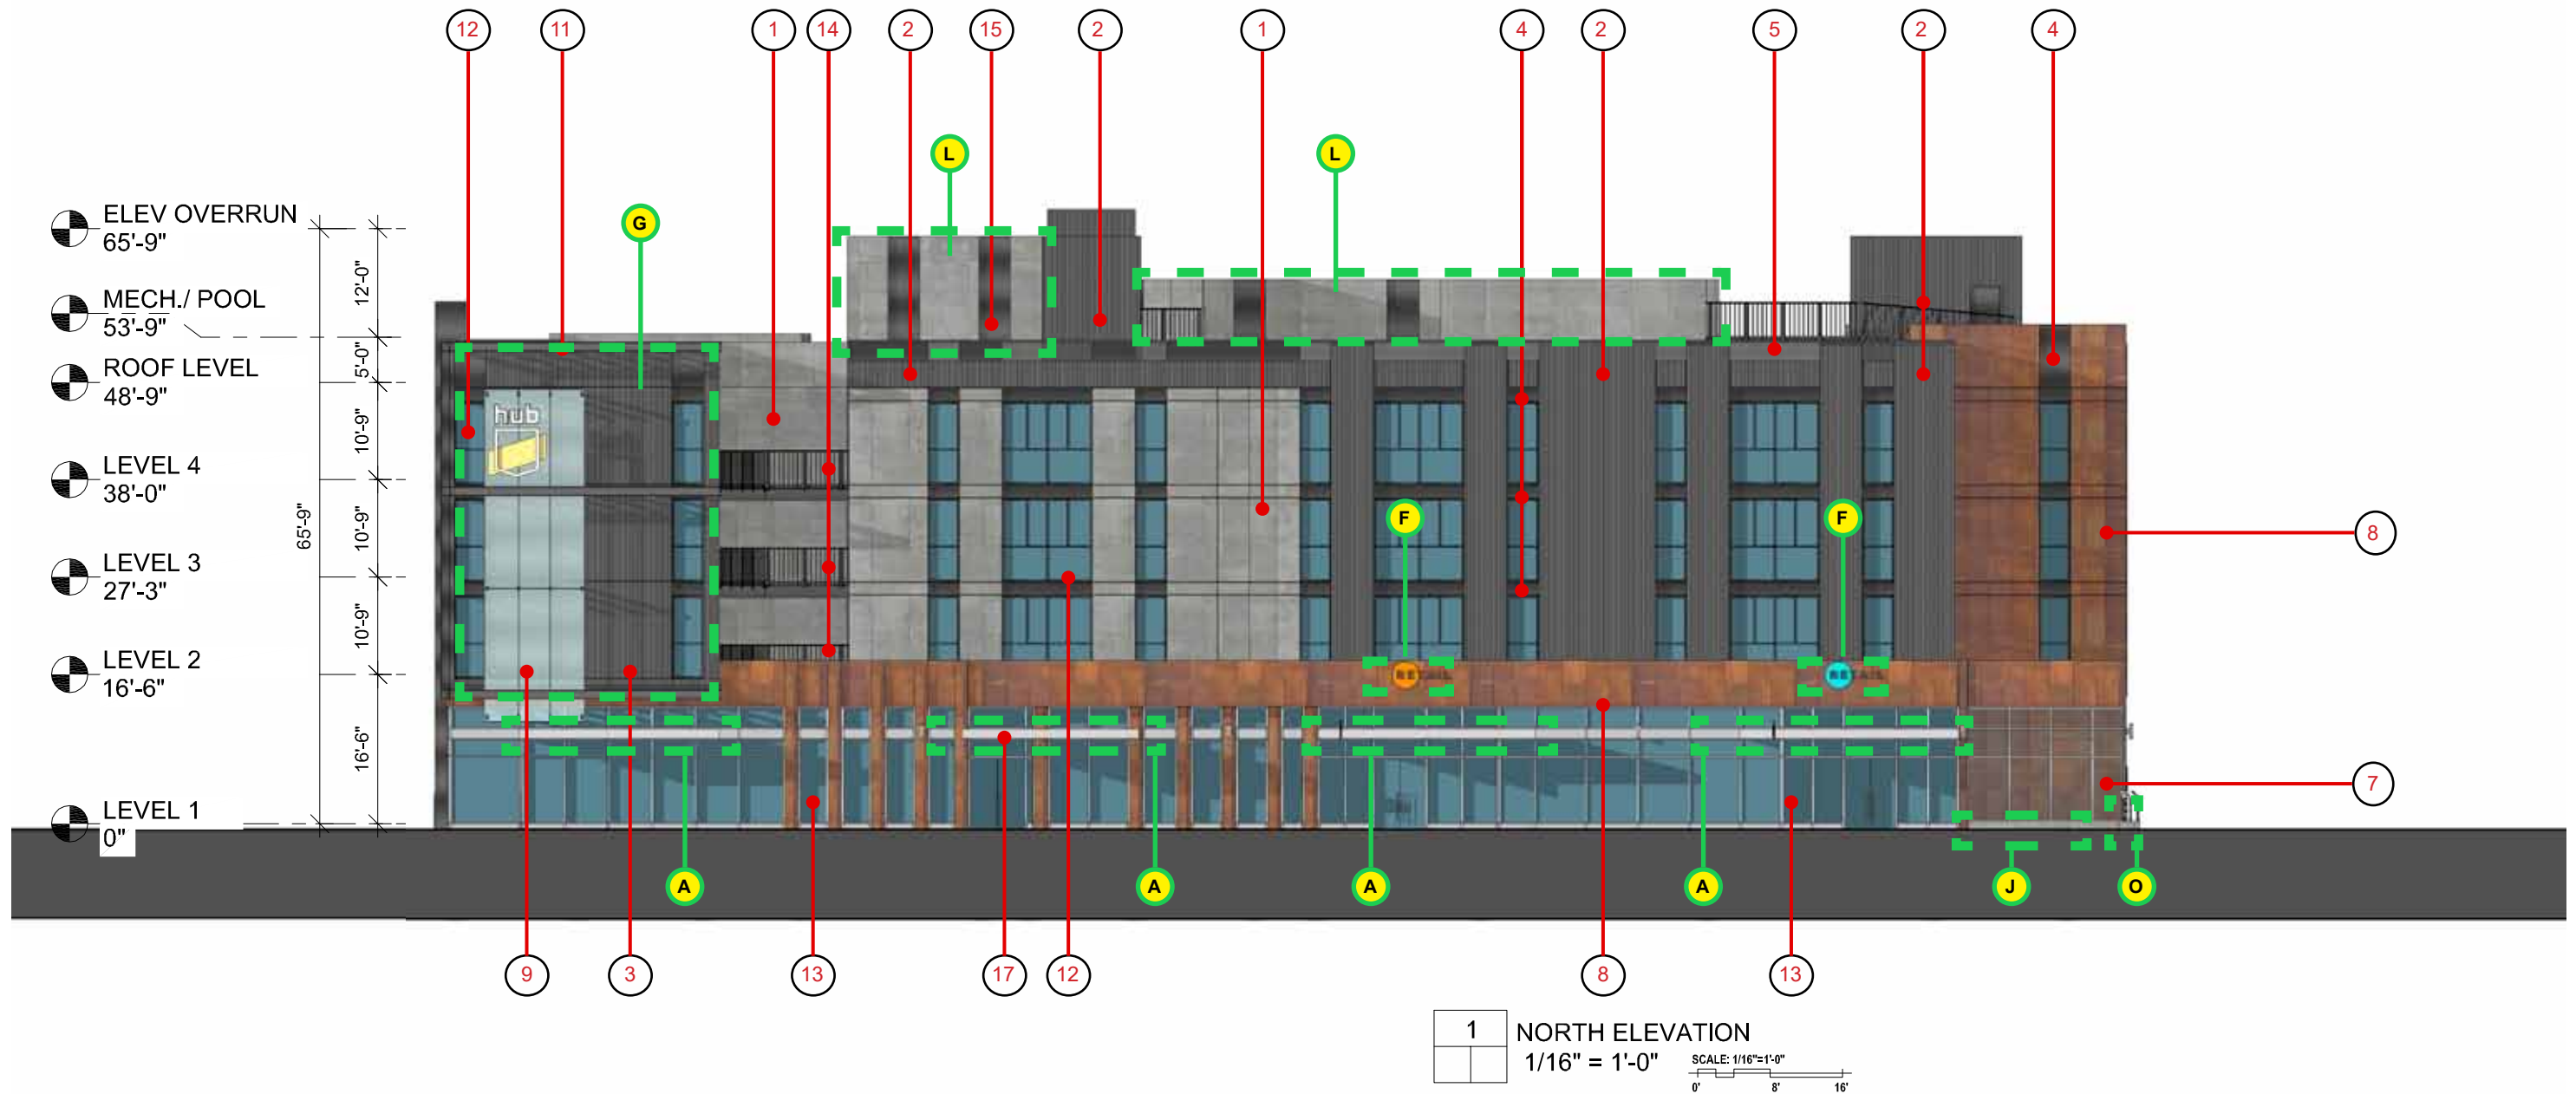 12 11 1 14 2 15 2 1 4 2 5 2 4
L L
G
ELEV OVERRUN
65'-9"
12'-0"
MECH./ POOL
53'-9"
5'-0"
ROOF LEVEL
48'-9"
hub
10'-9"
LEVEL 4
38'-0"
65'-9"
10'-9"
F F
8
LEVEL 3
27'-3"
10'-9"
LEVEL 2
16'-6"
RETAIL RETAIL
16'-6"
7
LEVEL 1
0"
A A A A J O
9 3 13 17 12 8 13
1 NORTH ELEVATION
1/16" = 1'-0"
SCALE: 1/16"=1'-0"
0' 8' 16'